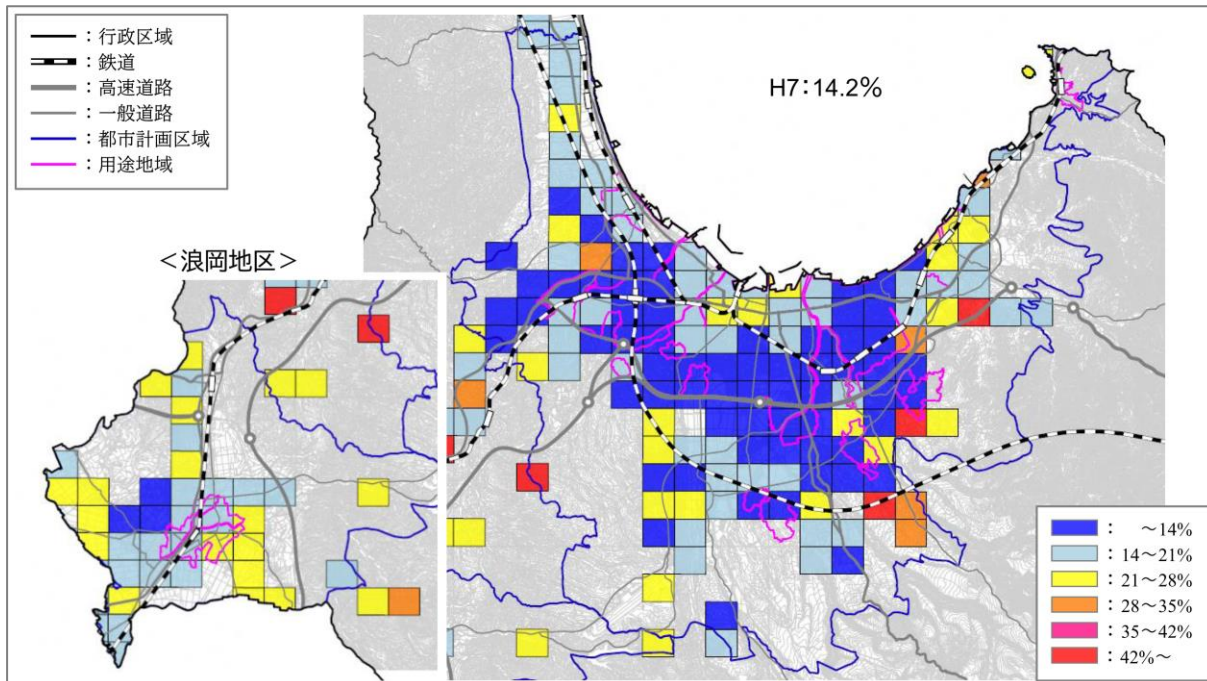 ：行政区域
：鉄道
：高速道路
：一般道路
：都市計画区域
：用途地域
H7：14.2%
＜浪岡地区＞
：　～14%
：14～21%
：21～28%
：28～35%
：35～42%
：42%～